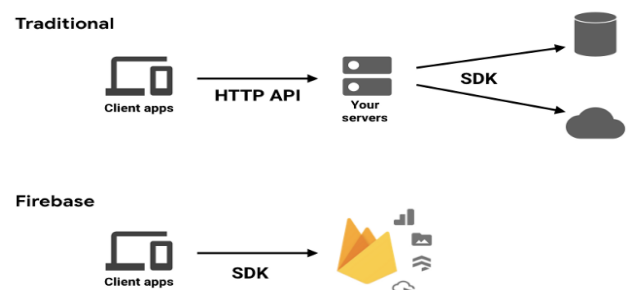 Traditional
Client apps
HTTP API
Your
servers
SDK
Firebase
Client apps
SDK